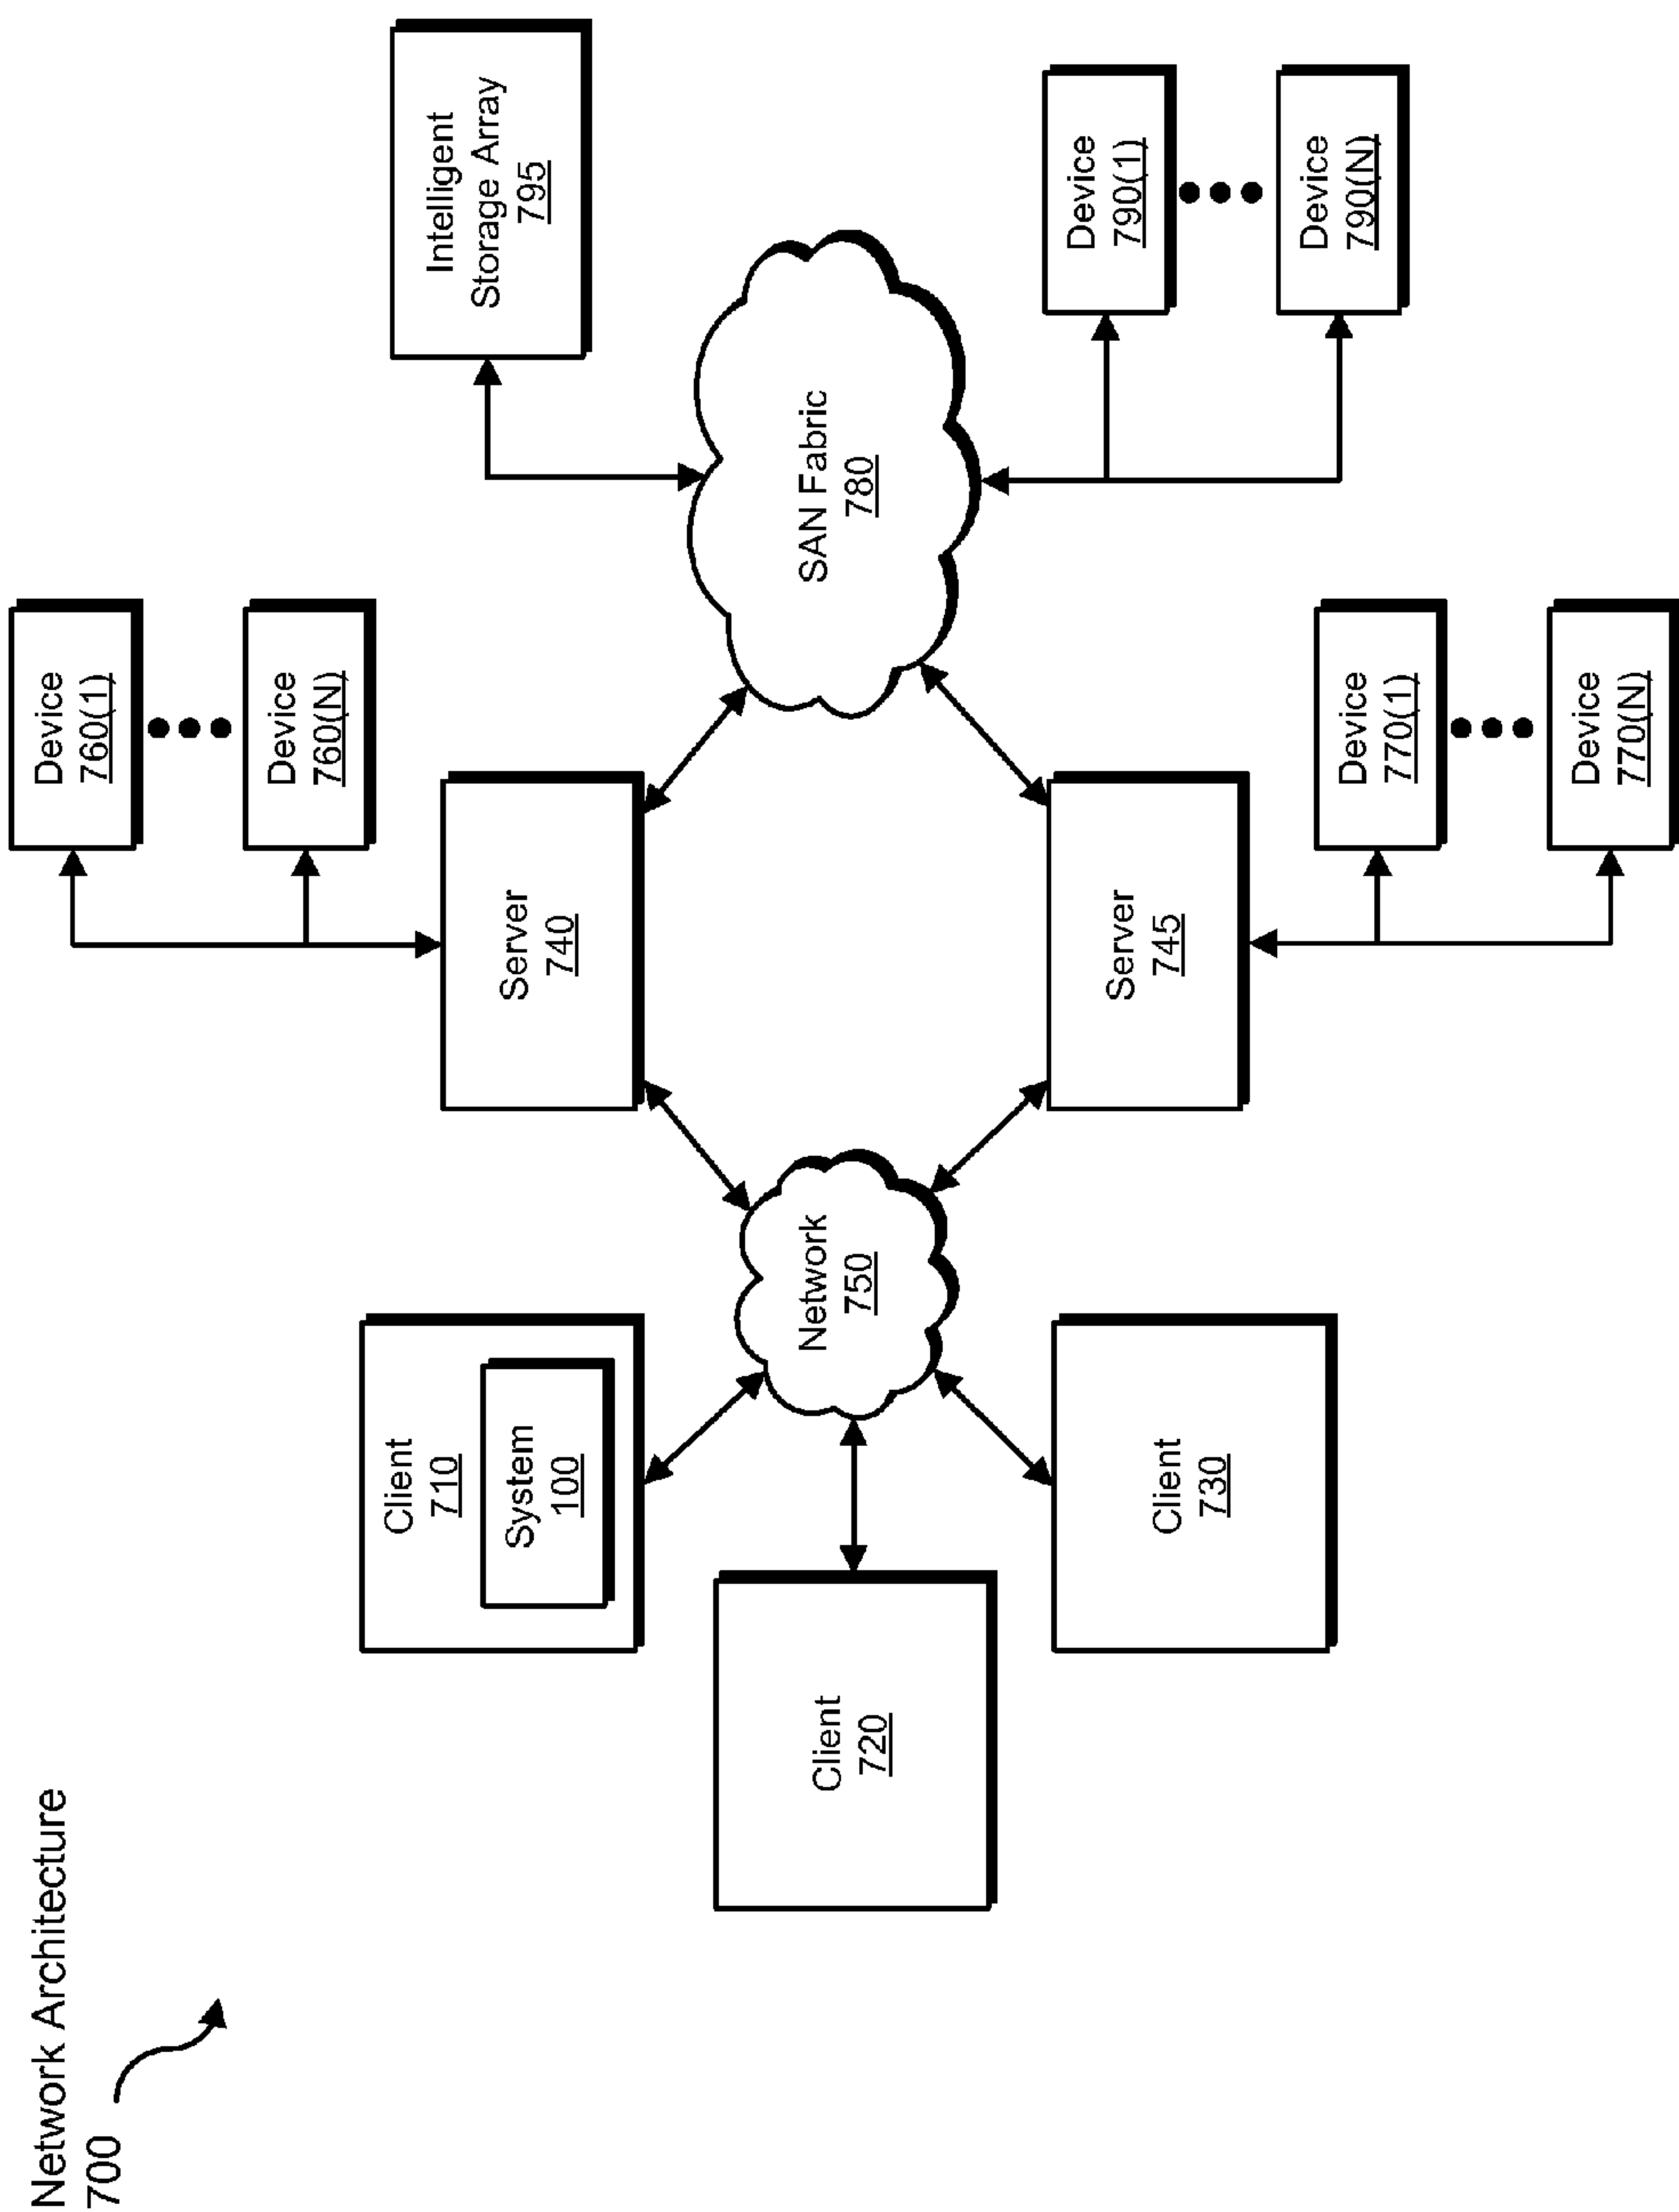 Network Architecture
700
Device
760(1)
Device
760(N)
Intelligent
Storage Array
795
Client
710
System
100
Server
740
Client
720
Network
750
SAN Fabric
780
Client
730
Server
745
Device
790(1)
Device
790(N)
Device
770(1)
Device
770(N)